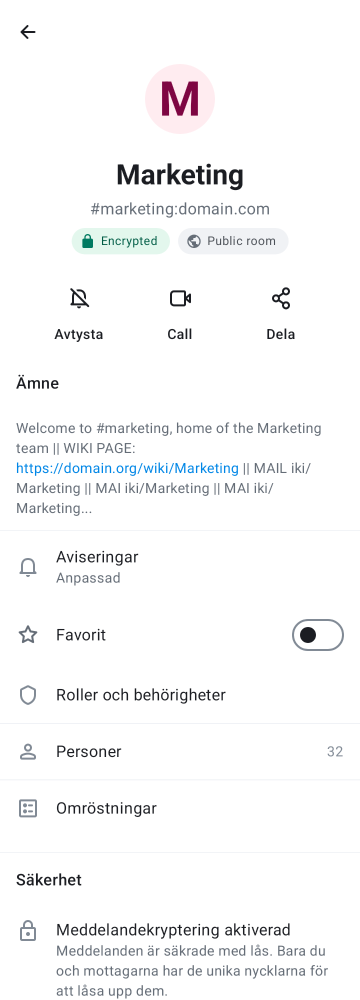 M
Marketing
#marketing:domain.com
Encrypted
Public room
Avtysta
Call
Dela
Ämne
Welcome to #marketing, home of the Marketing
team || WIKI PAGE:
https://domain.org/wiki/Marketing || MAIL iki/
Marketing || MAI iki/Marketing || MAI iki/
Marketing...
Aviseringar
Anpassad
Favorit
Roller och behörigheter
Personer 32
Omröstningar
Säkerhet
Meddelandekryptering aktiverad
Meddelanden är säkrade med lås. Bara du
och mottagarna har de unika nycklarna för
att låsa upp dem.